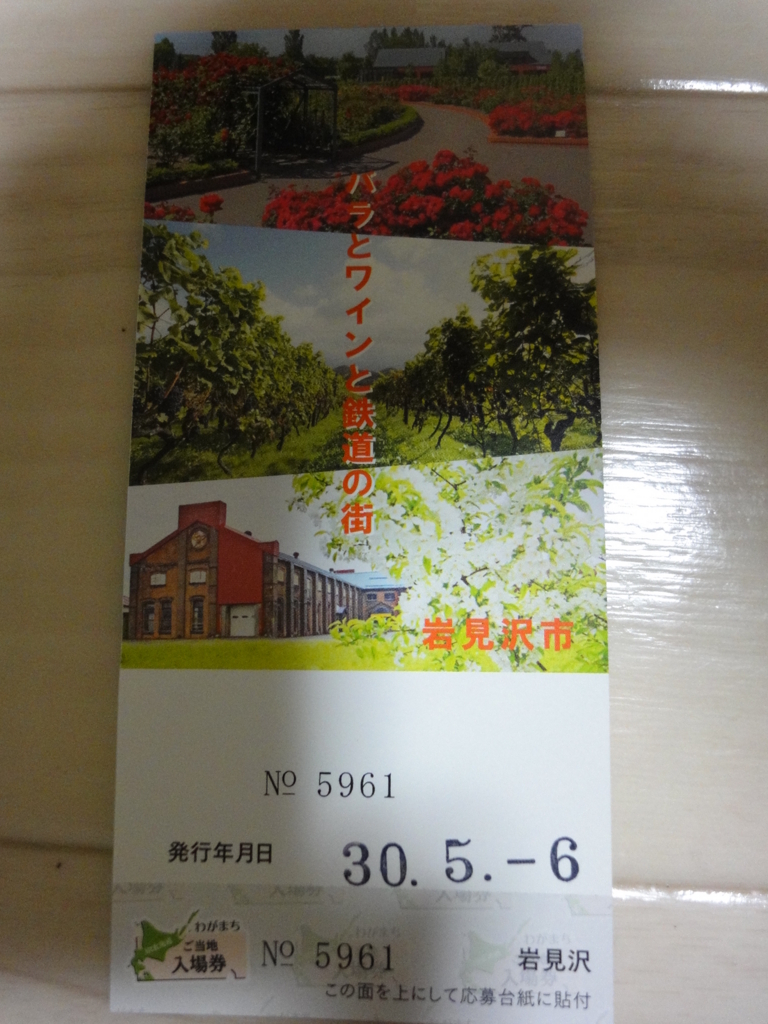 バラとワインと鉄道の街
岩見沢市
№ 5961
発行年月日 30. 5. -6
わがまち
ご当地
入場券
№ 5961 岩見沢
この面を上にして応募台紙に貼付